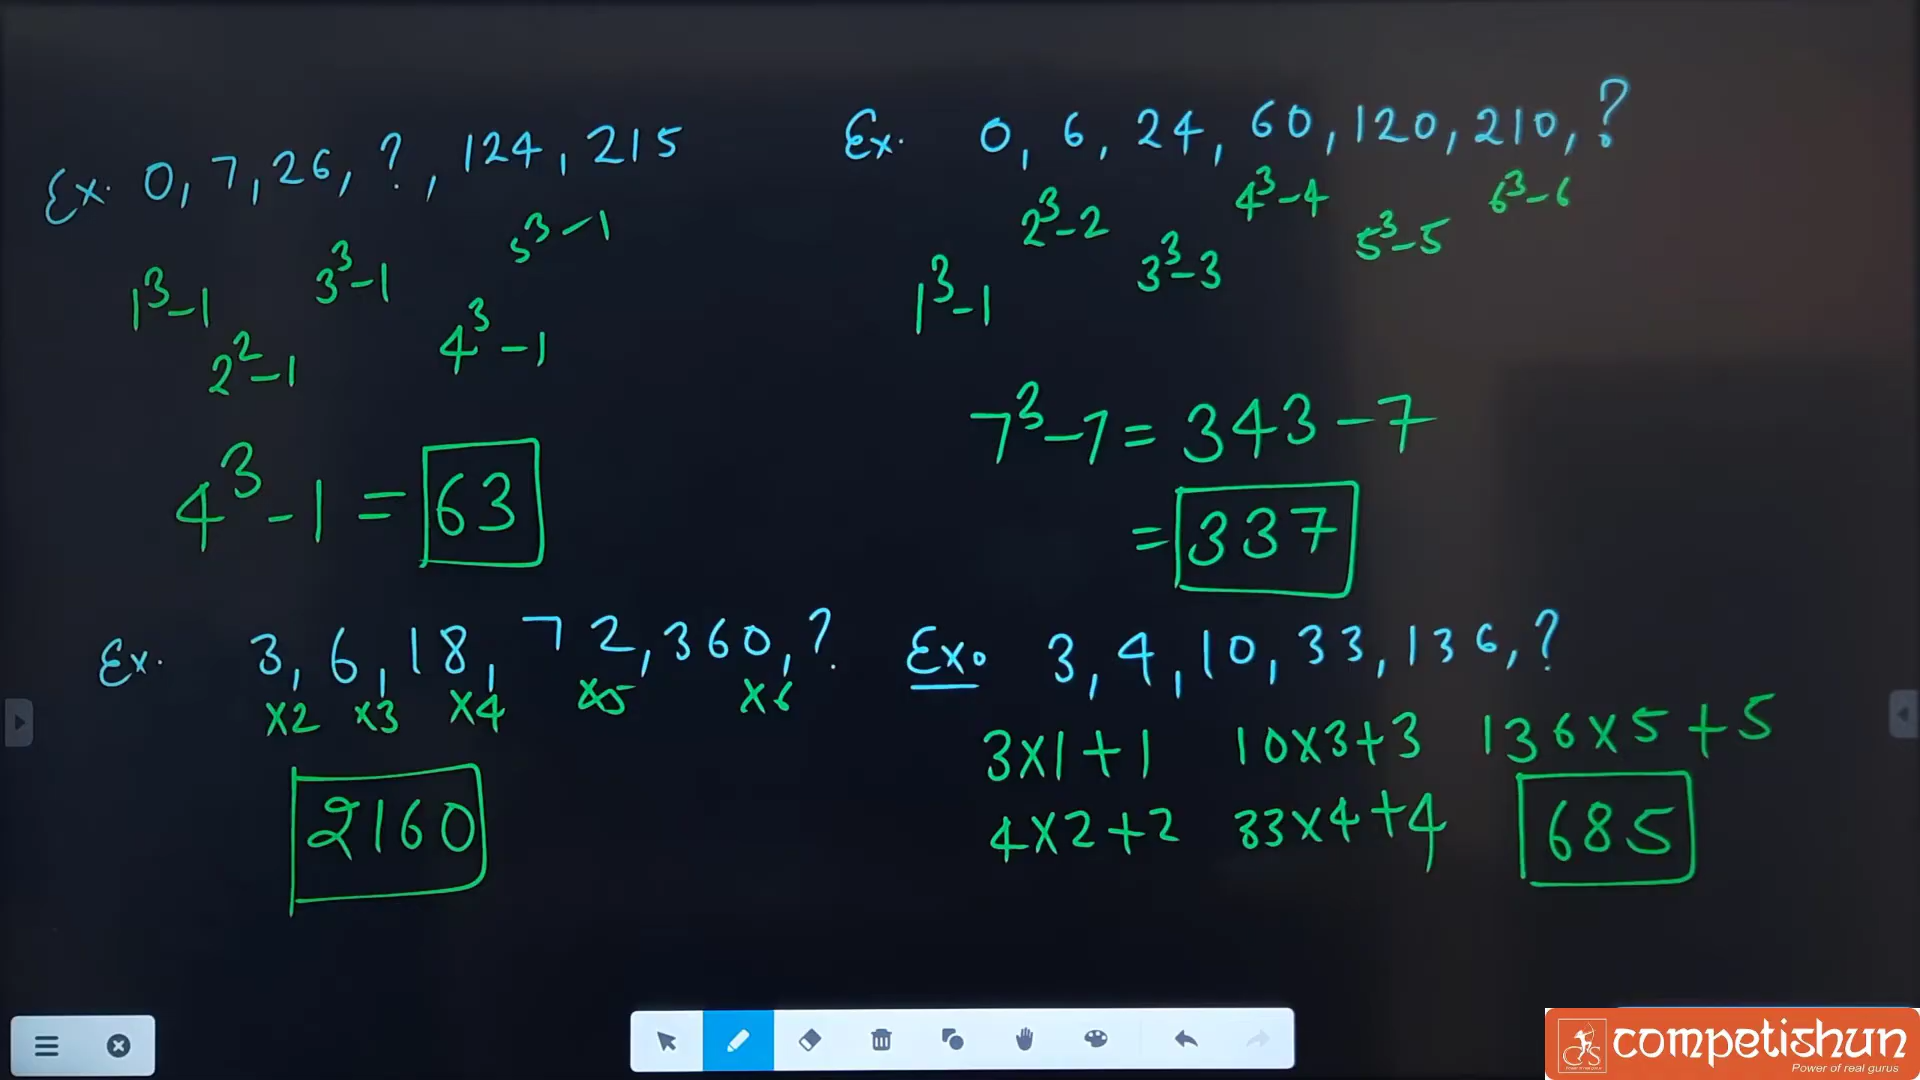 Ex. 0, 7, 26, ?, 124, 215
1³-1
2²-1
3³-1
4³-1
5³-1
4³-1 = 63
Ex. 0, 6, 24, 60, 120, 210, ?
1³-1
2³-2
3³-3
4³-4
5³-5
6³-6
7³-7 = 343-7
= 337
Ex. 3, 6, 18, 72, 360, ?
x2 x3 x4 x5 x6
2160
Ex. 3, 4, 10, 33, 136, ?
3x1+1 10x3+3 136x5+5
4x2+2 33x4+4 685
competishun
Power of real gurus